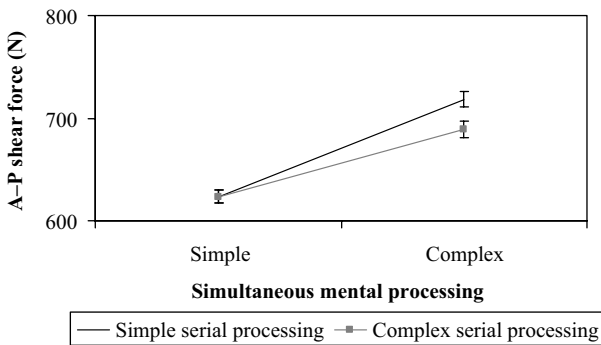 A–P shear force (N)
800
700
600
Simple Complex
Simultaneous mental processing
Simple serial processing Complex serial processing